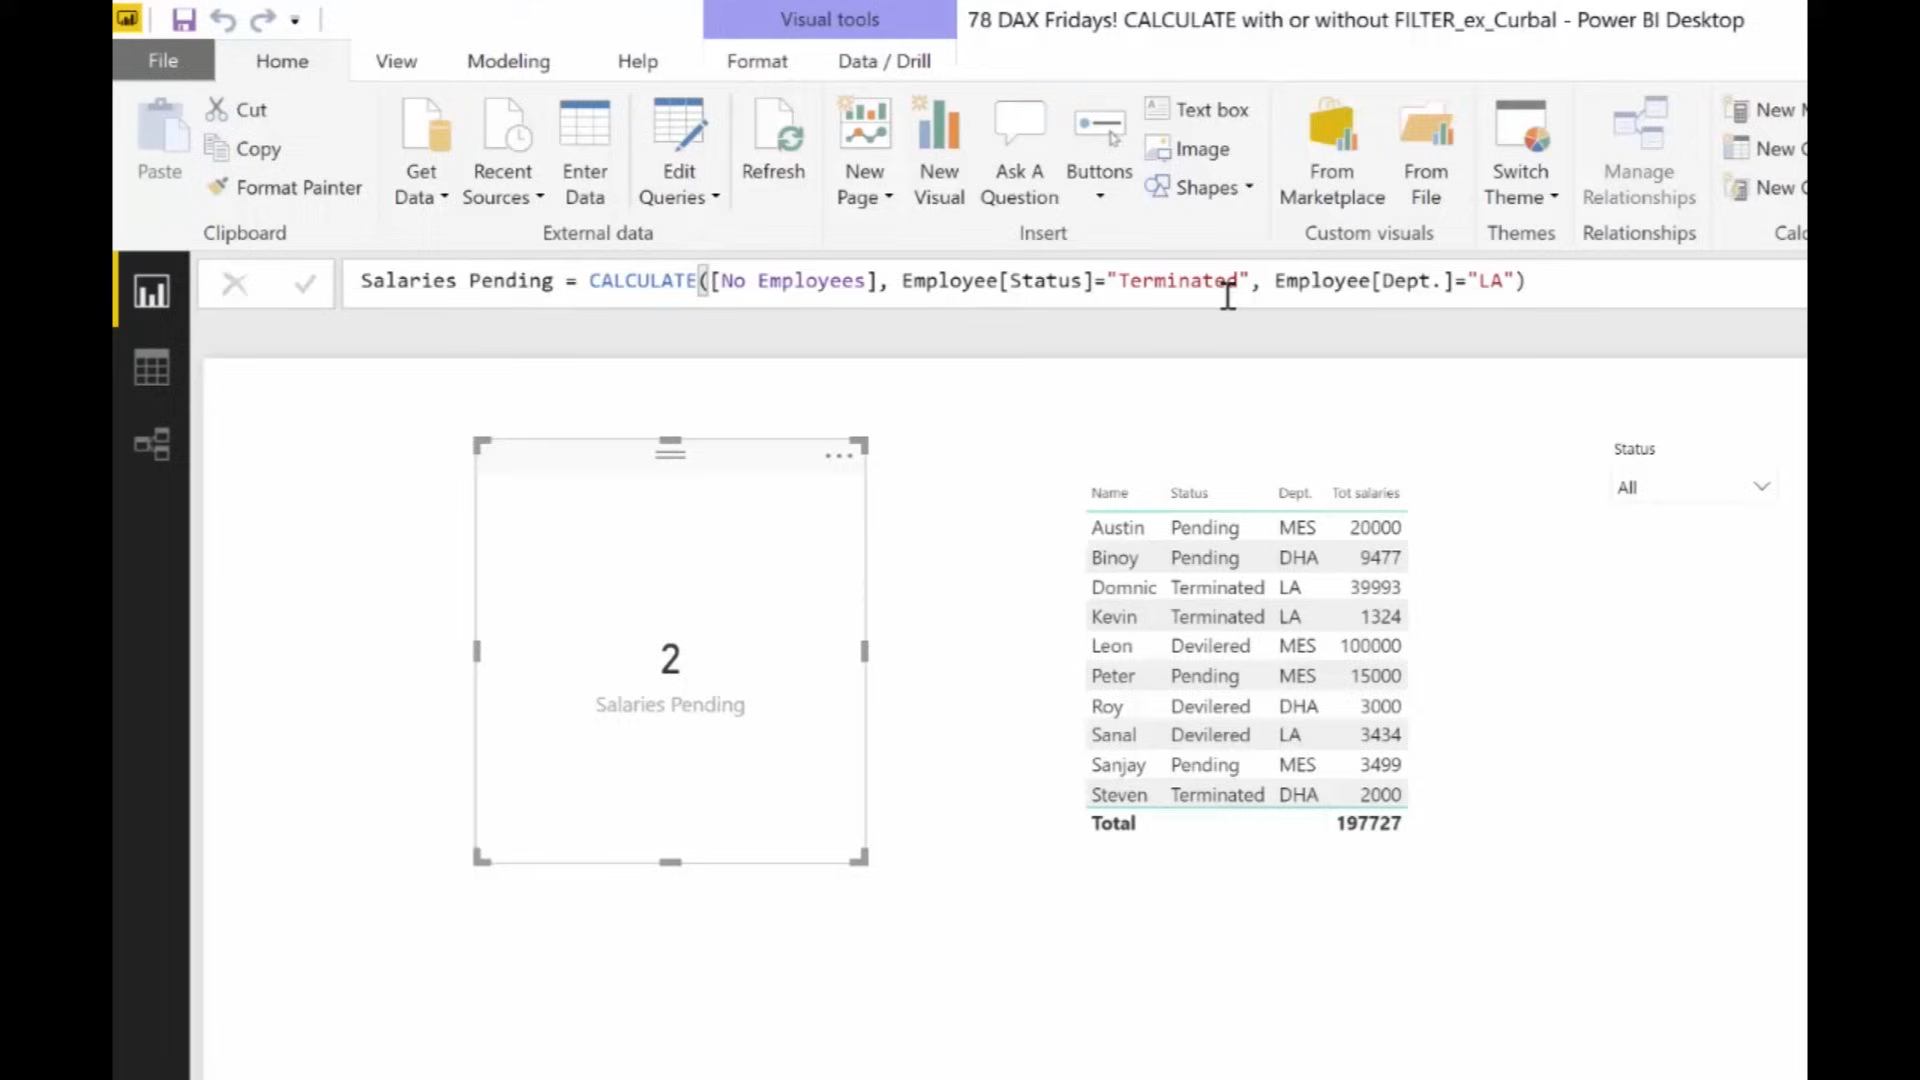 Visual tools
78 DAX Fridays! CALCULATE with or without FILTER_ex_Curbal - Power BI Desktop
File Home View Modeling Help Format Data / Drill
Paste
Cut
Copy
Format Painter
Clipboard
Get Data
Recent Sources
Enter Data
Edit Queries
External data
Refresh
New Page
New Visual
Ask A Question
Buttons
Text box
Image
Shapes
Insert
From Marketplace
From File
Custom visuals
Switch Theme
Themes
Manage Relationships
Relationships
New M
New C
New C
Calc
Salaries Pending = CALCULATE([No Employees], Employee[Status]="Terminated", Employee[Dept.]="LA")
2
Salaries Pending
Name Status Dept. Tot salaries
Austin Pending MES 20000
Binoy Pending DHA 9477
Domnic Terminated LA 39993
Kevin Terminated LA 1324
Leon Devilered MES 100000
Peter Pending MES 15000
Roy Devilered DHA 3000
Sanal Devilered LA 3434
Sanjay Pending MES 3499
Steven Terminated DHA 2000
Total 197727
Status
All